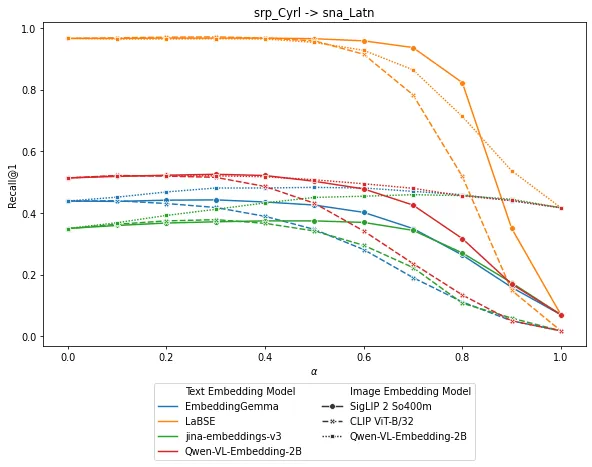 srp_Cyrl -> sna_Latn
Recall@1
1.0
0.8
0.6
0.4
0.2
0.0
0.0 0.2 0.4 0.6 0.8 1.0
α
Text Embedding Model
EmbeddingGemma
LaBSE
jina-embeddings-v3
Qwen-VL-Embedding-2B
Image Embedding Model
SigLIP 2 So400m
CLIP ViT-B/32
Qwen-VL-Embedding-2B